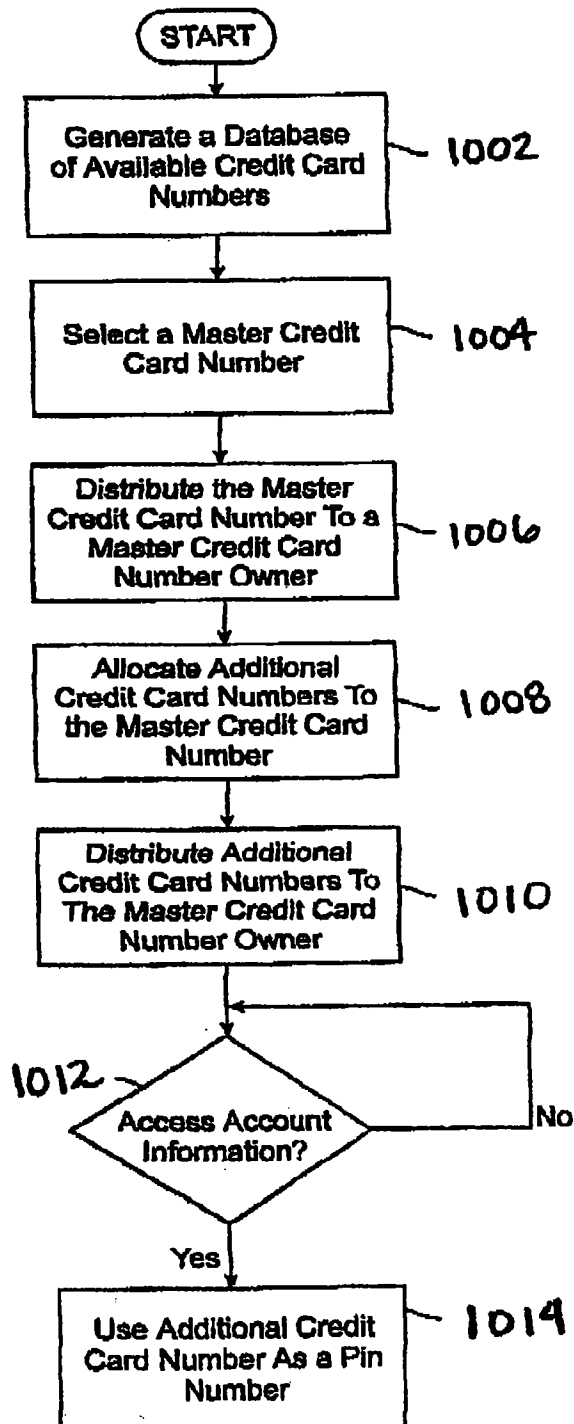 START
Generate a Database
of Available Credit Card
Numbers
1002
Select a Master Credit
Card Number
1004
Distribute the Master
Credit Card Number To a
Master Credit Card
Number Owner
1006
Allocate Additional
Credit Card Numbers To
the Master Credit Card
Number
1008
Distribute Additional
Credit Card Numbers To
The Master Credit Card
Number Owner
1010
1012
Access Account
Information?
No
Yes
Use Additional Credit
Card Number As a Pin
Number
1014